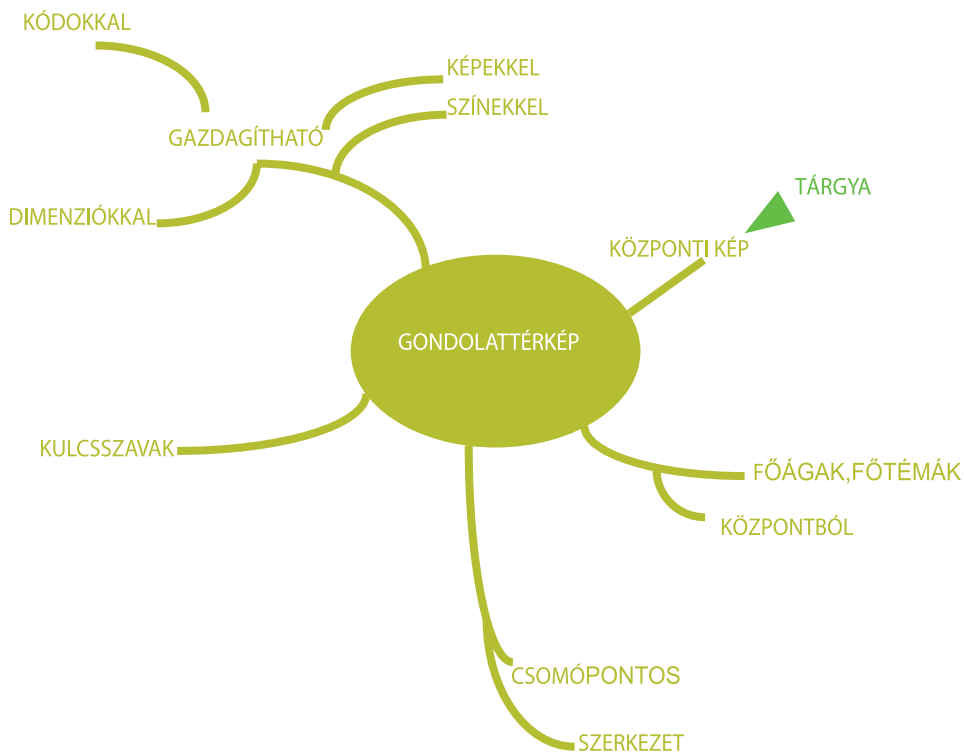 KÓDOKKAL
KÉPEKKEL
SZÍNEKKEL
GAZDAGÍTHATÓ
TÁRGYA
DIMENZIÓKKAL
KÖZPONTI KÉP
GONDOLATTÉRKÉP
KULCSSZAVAK
FŐÁGAK,FŐTÉMÁK
KÖZPONTBÓL
CSOMÓPONTOS
SZERKEZET